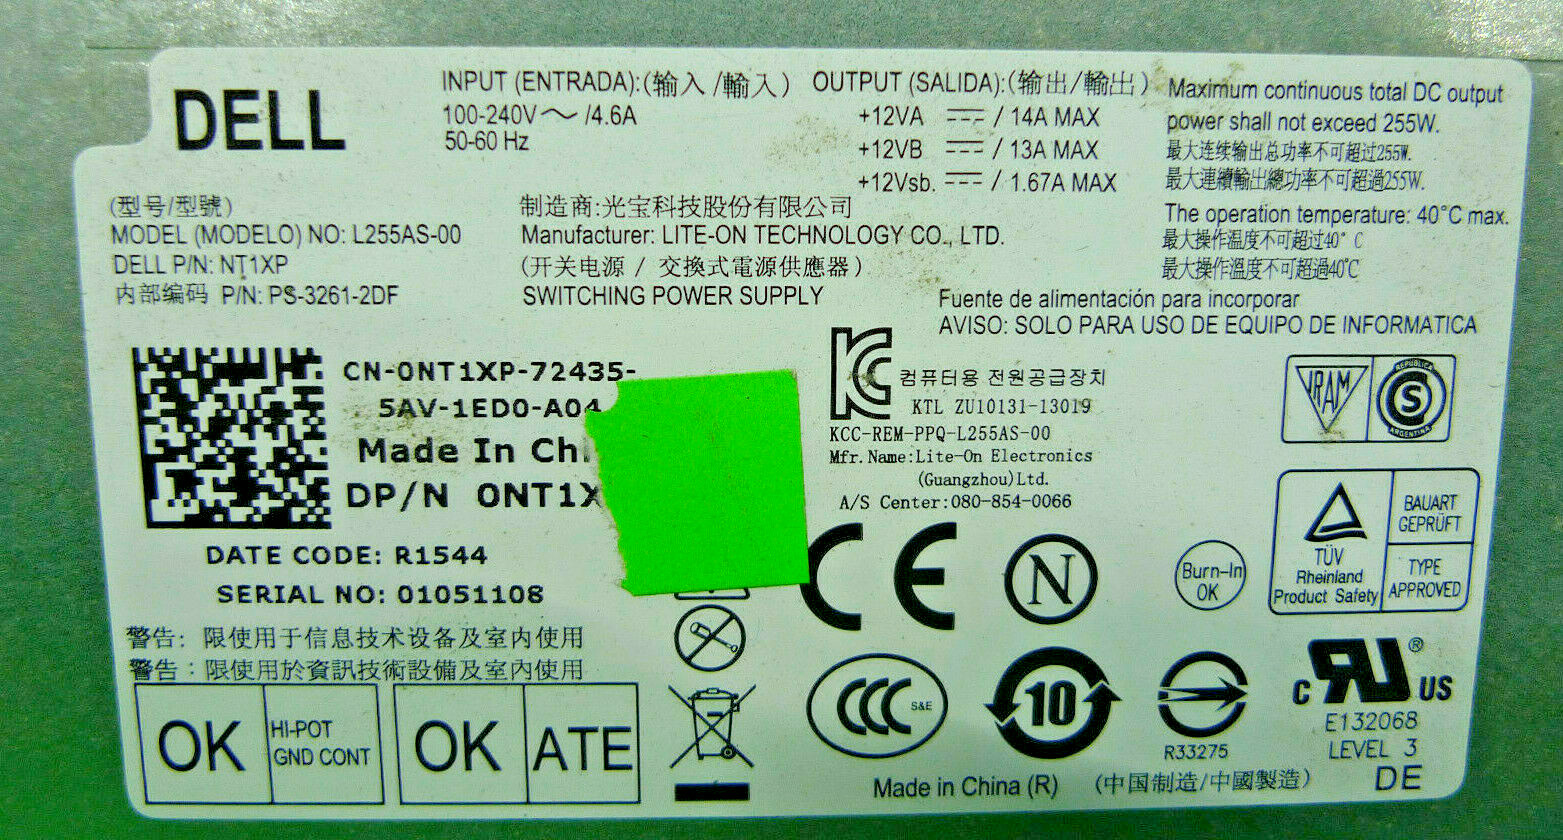 DELL
INPUT (ENTRADA):(输入/輸入)
100-240V~/4.6A
50-60 Hz
OUTPUT (SALIDA):(输出/輸出)
+12VA ⎓/14A MAX
+12VB ⎓/13A MAX
+12Vsb. ⎓/1.67A MAX
Maximum continuous total DC output
power shall not exceed 255W.
最大连续输出总功率不可超过255W.
最大連續輸出總功率不可超過255W.
The operation temperature: 40°C max.
最大操作温度不可超过40°C
最大操作溫度不可超過40°C
(型号/型號)
MODEL (MODELO) NO: L255AS-00
DELL P/N: NT1XP
内部编码 P/N: PS-3261-2DF
制造商:光宝科技股份有限公司
Manufacturer: LITE-ON TECHNOLOGY CO., LTD.
(开关电源 / 交換式電源供應器)
SWITCHING POWER SUPPLY
Fuente de alimentación para incorporar
AVISO: SOLO PARA USO DE EQUIPO DE INFORMATICA
CN-0NT1XP-72435-
5AV-1ED0-A04
Made In Chi
DP/N 0NT1X
DATE CODE: R1544
SERIAL NO: 01051108
KC
컴퓨터용 전원공급장치
KTL ZU10131-13019
KCC-REM-PPQ-L255AS-00
Mfr.Name:Lite-On Electronics
(Guangzhou)Ltd.
A/S Center:080-854-0066
IRAM
REPUBLICA
S
ARGENTINA
TÜV
Rheinland
Product Safety
BAUART
GEPRÜFT
TYPE
APPROVED
CE
N
Burn-In
OK
警告: 限使用于信息技术设备及室内使用
警告:限使用於資訊技術設備及室内使用
OK
HI-POT
GND CONT
OK
ATE
CCC
S&E
10
R33275
c RU US ®
E132068
LEVEL 3
DE
Made in China (R) (中国制造/中國製造)